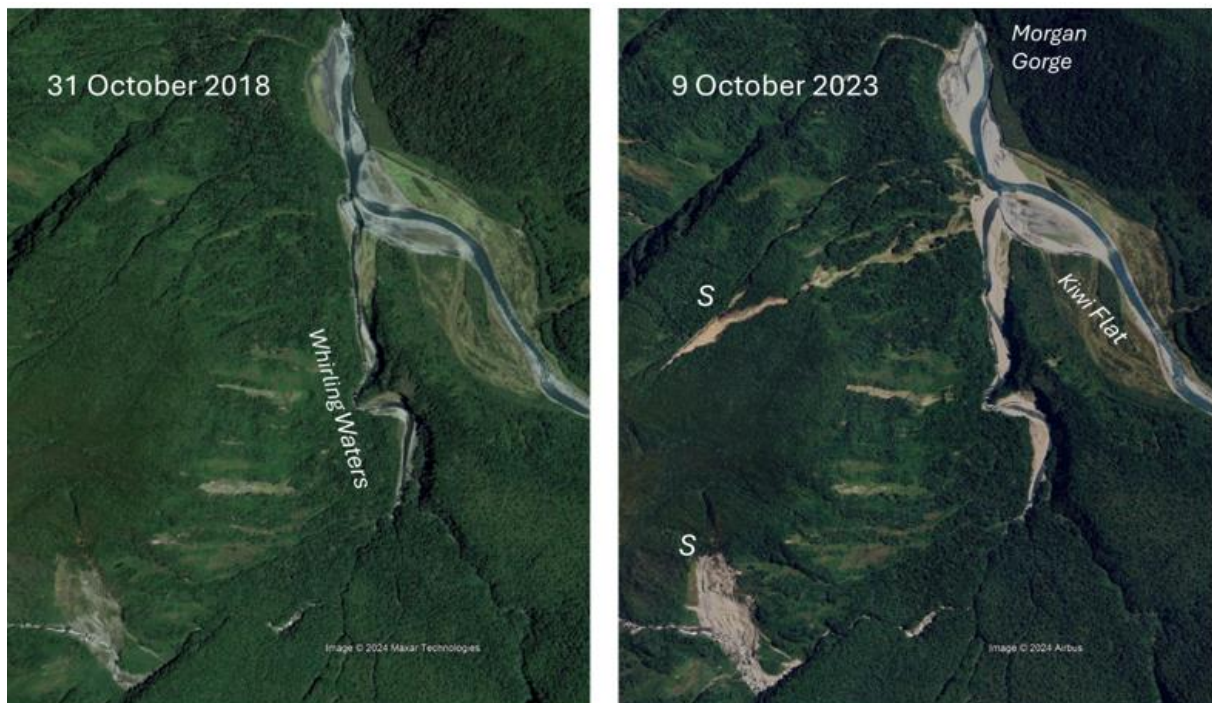 31 October 2018
Whirling Waters
Image © 2024 Maxar Technologies
9 October 2023
Morgan
Gorge
S
Kiwi Flat
S
Image © 2024 Airbus